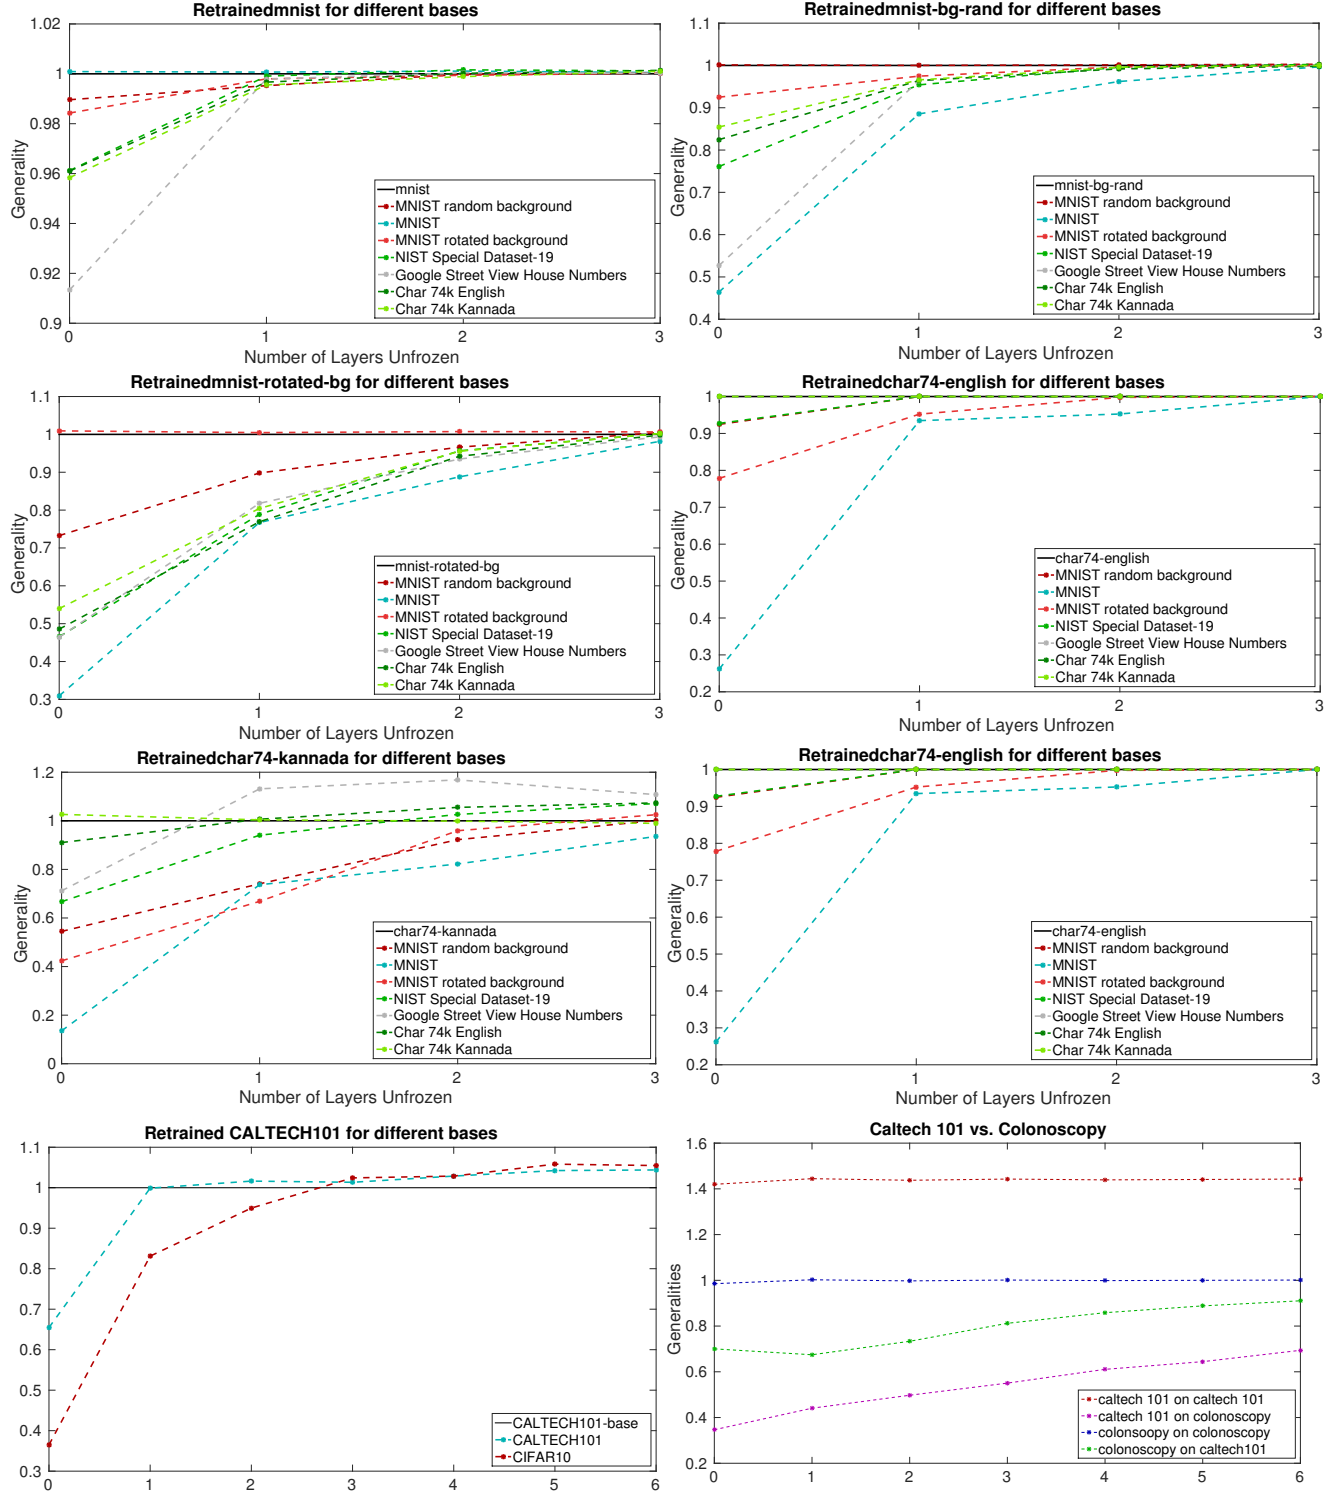 Retrainedmnist for different bases
1.02
1
0.98
0.96
0.94
0.92
0.9
Generality
0
1
2
3
Number of Layers Unfrozen
mnist
MNIST random background
MNIST
MNIST rotated background
NIST Special Dataset-19
Google Street View House Numbers
Char 74k English
Char 74k Kannada
Retrainedmnist-bg-rand for different bases
1.1
1
0.9
0.8
0.7
0.6
0.5
0.4
Generality
0
1
2
3
Number of Layers Unfrozen
mnist-bg-rand
MNIST random background
MNIST
MNIST rotated background
NIST Special Dataset-19
Google Street View House Numbers
Char 74k English
Char 74k Kannada
Retrainedmnist-rotated-bg for different bases
1.1
1
0.9
0.8
0.7
0.6
0.5
0.4
0.3
Generality
0
1
2
3
Number of Layers Unfrozen
mnist-rotated-bg
MNIST random background
MNIST
MNIST rotated background
NIST Special Dataset-19
Google Street View House Numbers
Char 74k English
Char 74k Kannada
Retrainedchar74-english for different bases
1
0.9
0.8
0.7
0.6
0.5
0.4
0.3
0.2
Generality
0
1
2
3
Number of Layers Unfrozen
char74-english
MNIST random background
MNIST
MNIST rotated background
NIST Special Dataset-19
Google Street View House Numbers
Char 74k English
Char 74k Kannada
Retrainedchar74-kannada for different bases
1.2
1
0.8
0.6
0.4
0.2
0
Generality
0
1
2
3
Number of Layers Unfrozen
char74-kannada
MNIST random background
MNIST
MNIST rotated background
NIST Special Dataset-19
Google Street View House Numbers
Char 74k English
Char 74k Kannada
Retrainedchar74-english for different bases
1
0.9
0.8
0.7
0.6
0.5
0.4
0.3
0.2
Generality
0
1
2
3
Number of Layers Unfrozen
char74-english
MNIST random background
MNIST
MNIST rotated background
NIST Special Dataset-19
Google Street View House Numbers
Char 74k English
Char 74k Kannada
Retrained CALTECH101 for different bases
1.1
1
0.9
0.8
0.7
0.6
0.5
0.4
0.3
0
1
2
3
4
5
6
CALTECH101-base
CALTECH101
CIFAR10
Caltech 101 vs. Colonoscopy
1.6
1.4
1.2
1
0.8
0.6
0.4
0.2
Generalities
0
1
2
3
4
5
6
caltech 101 on caltech 101
caltech 101 on colonoscopy
colonsoopy on colonoscopy
colonoscopy on caltech101